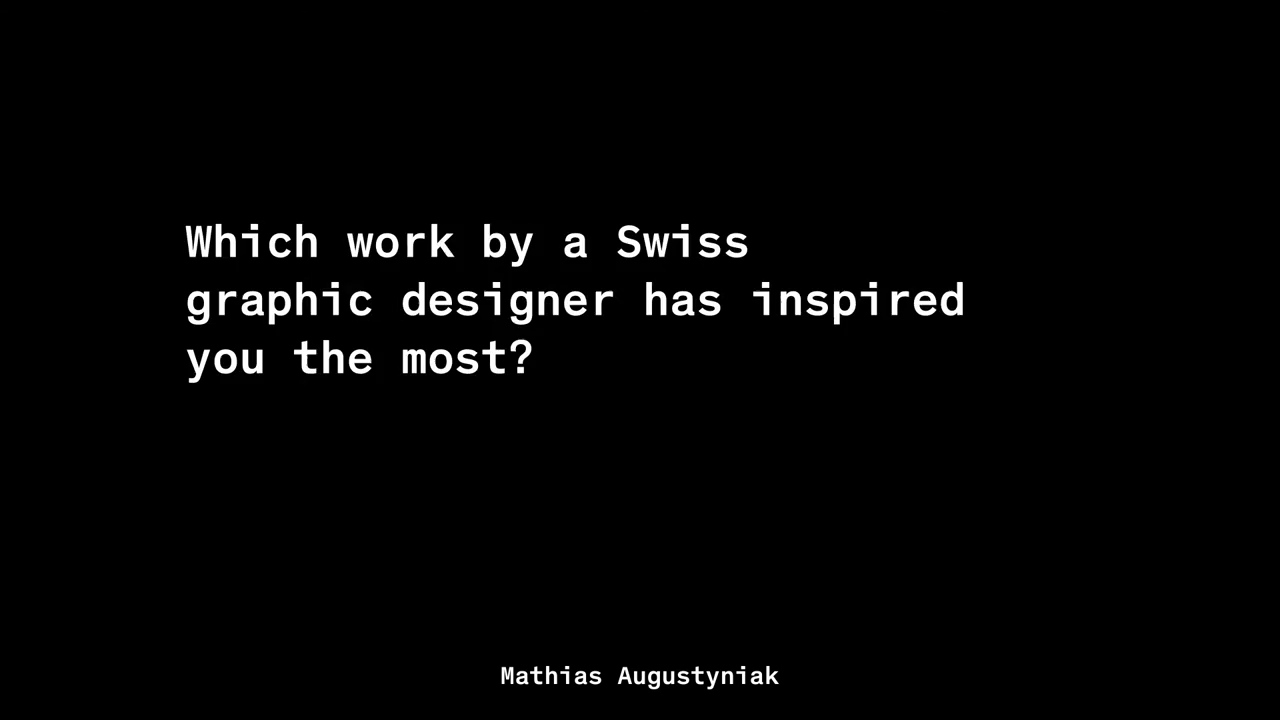 Which work by a Swiss
graphic designer has inspired
you the most?
Mathias Augustyniak